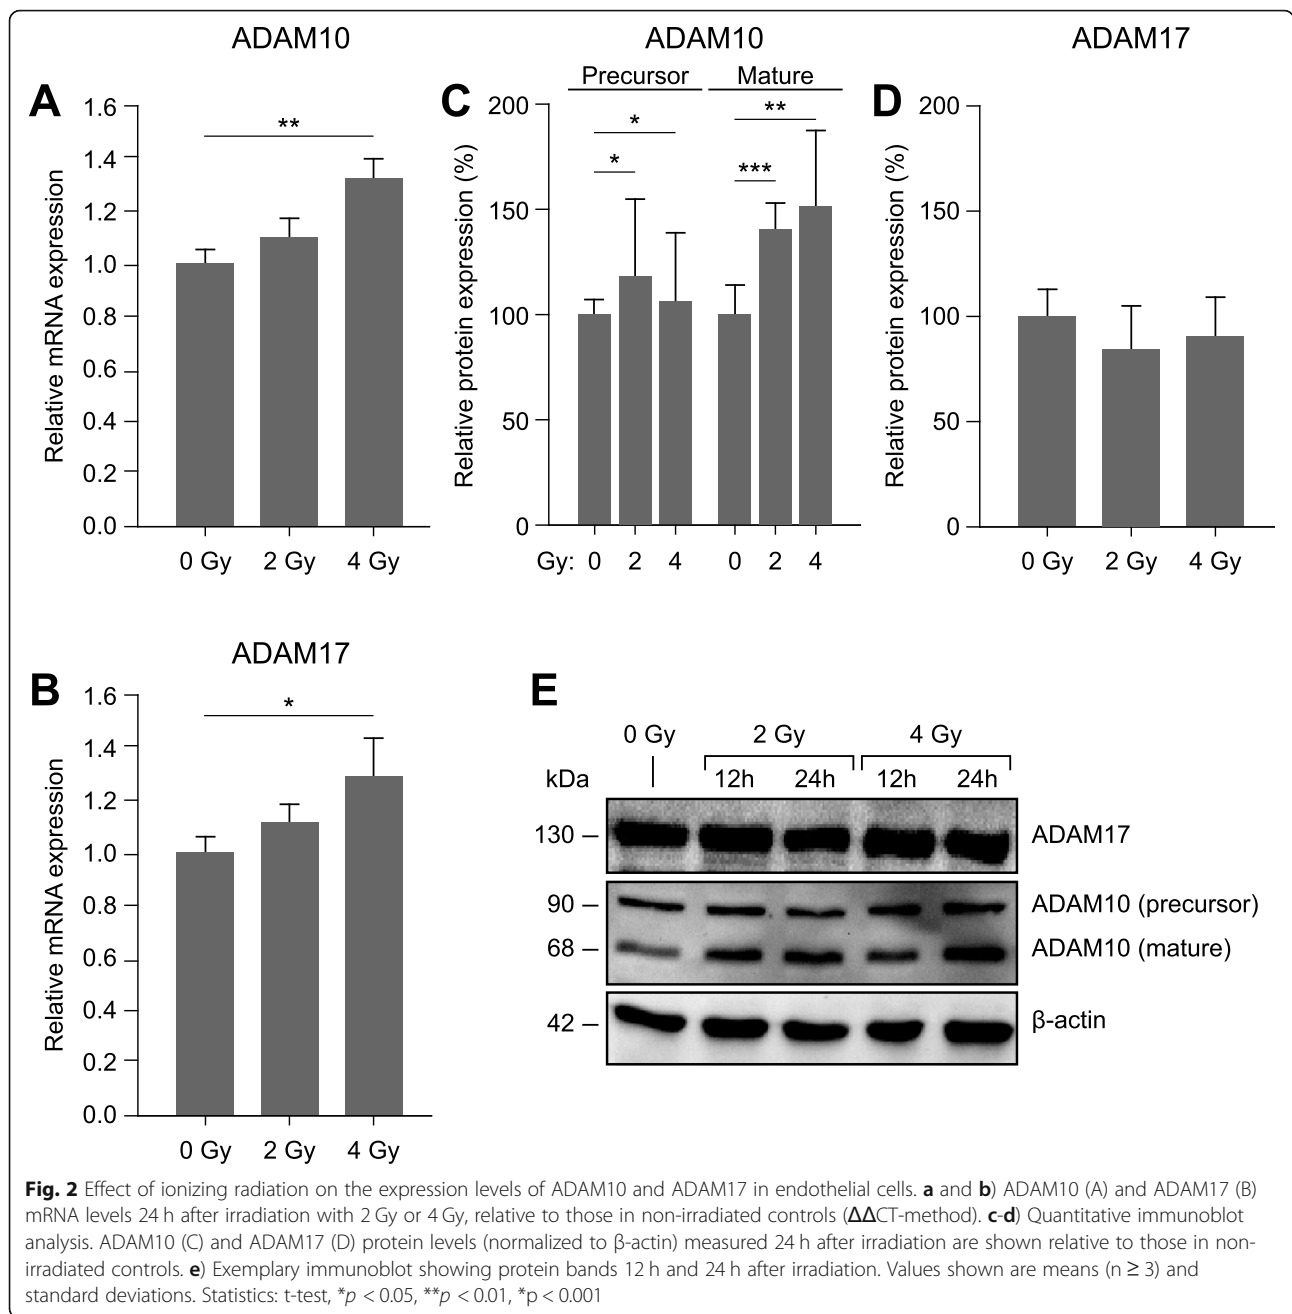 ADAM10
A
Relative mRNA expression
1.6
1.4
1.2
1.0
0.8
0.6
0.4
0.2
0.0
**
0 Gy 2 Gy 4 Gy
ADAM10
Precursor Mature
C
Relative protein expression (%)
200
150
100
50
0
*
*
**
***
Gy: 0 2 4 0 2 4
ADAM17
D
Relative protein expression (%)
200
150
100
50
0
0 Gy 2 Gy 4 Gy
ADAM17
B
Relative mRNA expression
1.6
1.4
1.2
1.0
0.8
0.6
0.4
0.2
0.0
*
0 Gy 2 Gy 4 Gy
E
0 Gy 2 Gy 4 Gy
kDa 12h 24h 12h 24h
130 ADAM17
90 ADAM10 (precursor)
68 ADAM10 (mature)
42 β-actin
Fig. 2 Effect of ionizing radiation on the expression levels of ADAM10 and ADAM17 in endothelial cells. a and b) ADAM10 (A) and ADAM17 (B)
mRNA levels 24 h after irradiation with 2 Gy or 4 Gy, relative to those in non-irradiated controls (ΔΔCT-method). c-d) Quantitative immunoblot
analysis. ADAM10 (C) and ADAM17 (D) protein levels (normalized to β-actin) measured 24 h after irradiation are shown relative to those in non-
irradiated controls. e) Exemplary immunoblot showing protein bands 12 h and 24 h after irradiation. Values shown are means (n ≥ 3) and
standard deviations. Statistics: t-test, *p < 0.05, **p < 0.01, *p < 0.001